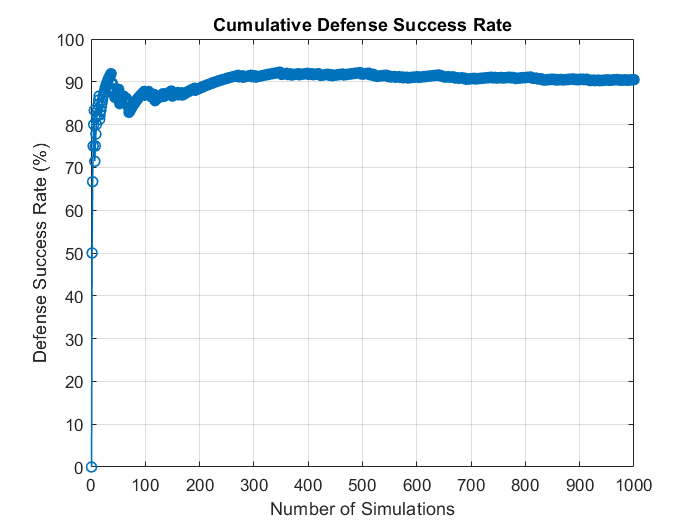 Cumulative Defense Success Rate
100
90
80
70
60
50
40
30
20
10
0
Defense Success Rate (%)
0 100 200 300 400 500 600 700 800 900 1000
Number of Simulations